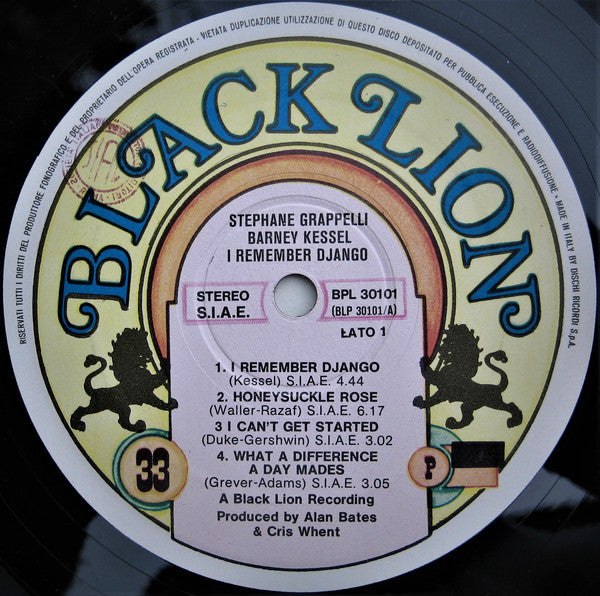 RISERVATI TUTTI I DIRITTI DEL PRODUTTORE FONOGRAFICO E DEL PROPRIETARIO DELL'OPERA REGISTRATA - VIETATA DUPLICAZIONE UTILIZZAZIONE DI QUESTO DISCO DEPOSITATO PER PUBBLICA ESECUZIONE E RADIODIFFUSIONE - MADE IN ITALY BY DISCHI RICORDI S.p.A.
BLACK LION
STEPHANE GRAPPELLI
BARNEY KESSEL
I REMEMBER DJANGO
STEREO
S.I.A.E.
BPL 30101
(BLP 30101/A)
ŁATO 1
1. I REMEMBER DJANGO
(Kessel) S.I.A.E. 4.44
2. HONEYSUCKLE ROSE
(Waller-Razaf) S.I.A.E. 6.17
3 I CAN'T GET STARTED
(Duke-Gershwin) S.I.A.E. 3.02
4. WHAT A DIFFERENCE
A DAY MADES
(Grever-Adams) S.I.A.E. 3.05
A Black Lion Recording
Produced by Alan Bates
& Cris Whent
33
P